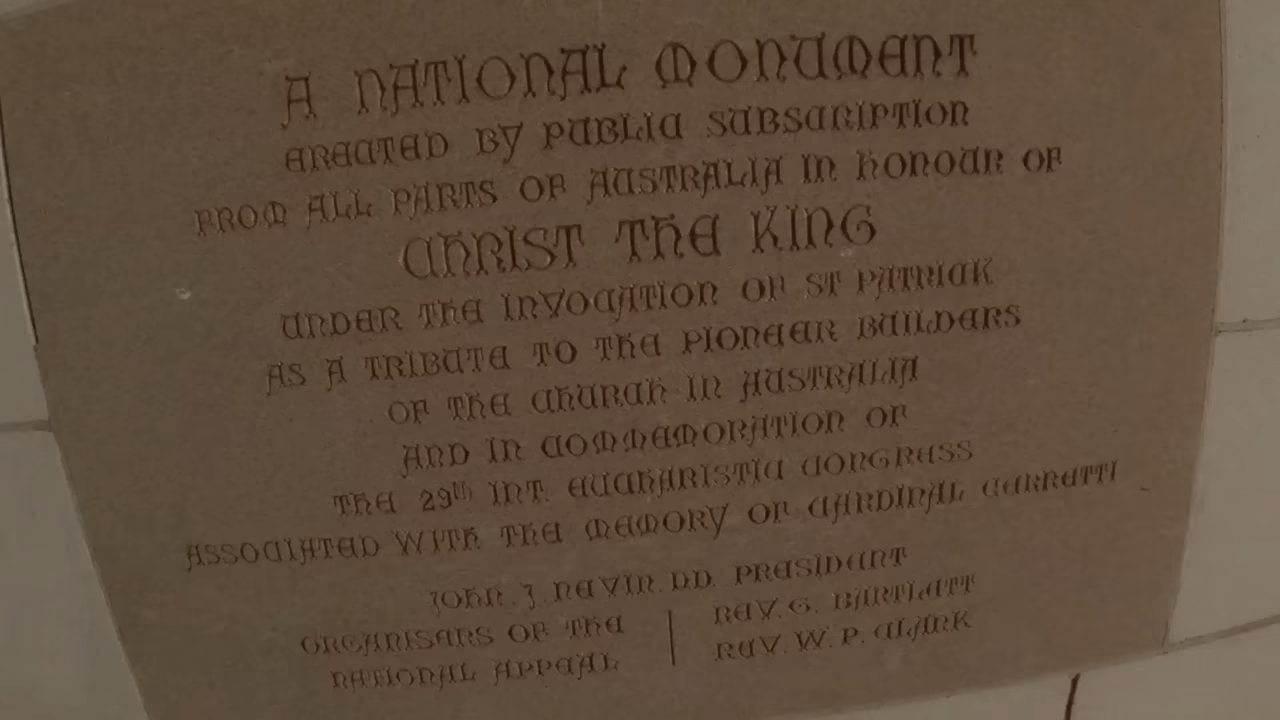 A NATIONAL MONUMENT
ERECTED BY PUBLIC SUBSCRIPTION
FROM ALL PARTS OF AUSTRALIA IN HONOUR OF
CHRIST THE KING
UNDER THE INVOCATION OF ST PATRICK
AS A TRIBUTE TO THE PIONEER BUILDERS
OF THE CHURCH IN AUSTRALIA
AND IN COMMEMORATION OF
THE 29th INT. EUCHARISTIC CONGRESS
ASSOCIATED WITH THE MEMORY OF CARDINAL CERRETTI
JOHN. J. NEVIN. DD. PRESIDENT
ORGANISERS OF THE | REV. G. BARTLETT
NATIONAL APPEAL | REV. W. P. CLARK